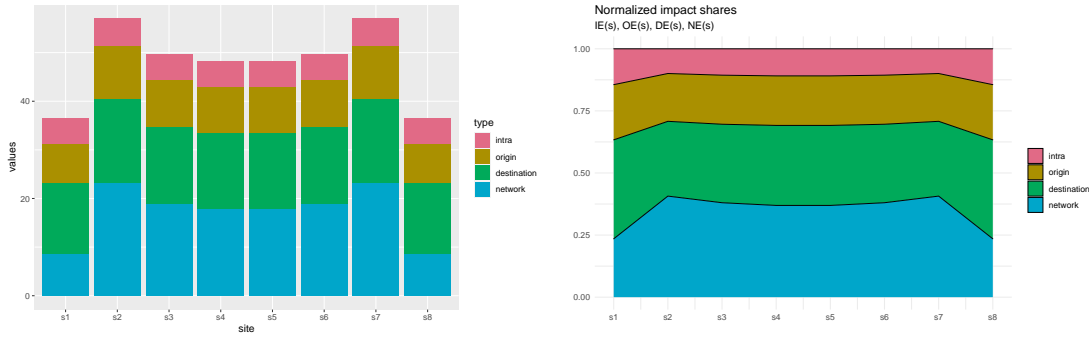 values
40
20
0
s1 s2 s3 s4 s5 s6 s7 s8
site
type
intra
origin
destination
network
Normalized impact shares
IE(s), OE(s), DE(s), NE(s)
1.00
0.75
0.50
0.25
0.00
s1 s2 s3 s4 s5 s6 s7 s8
intra
origin
destination
network